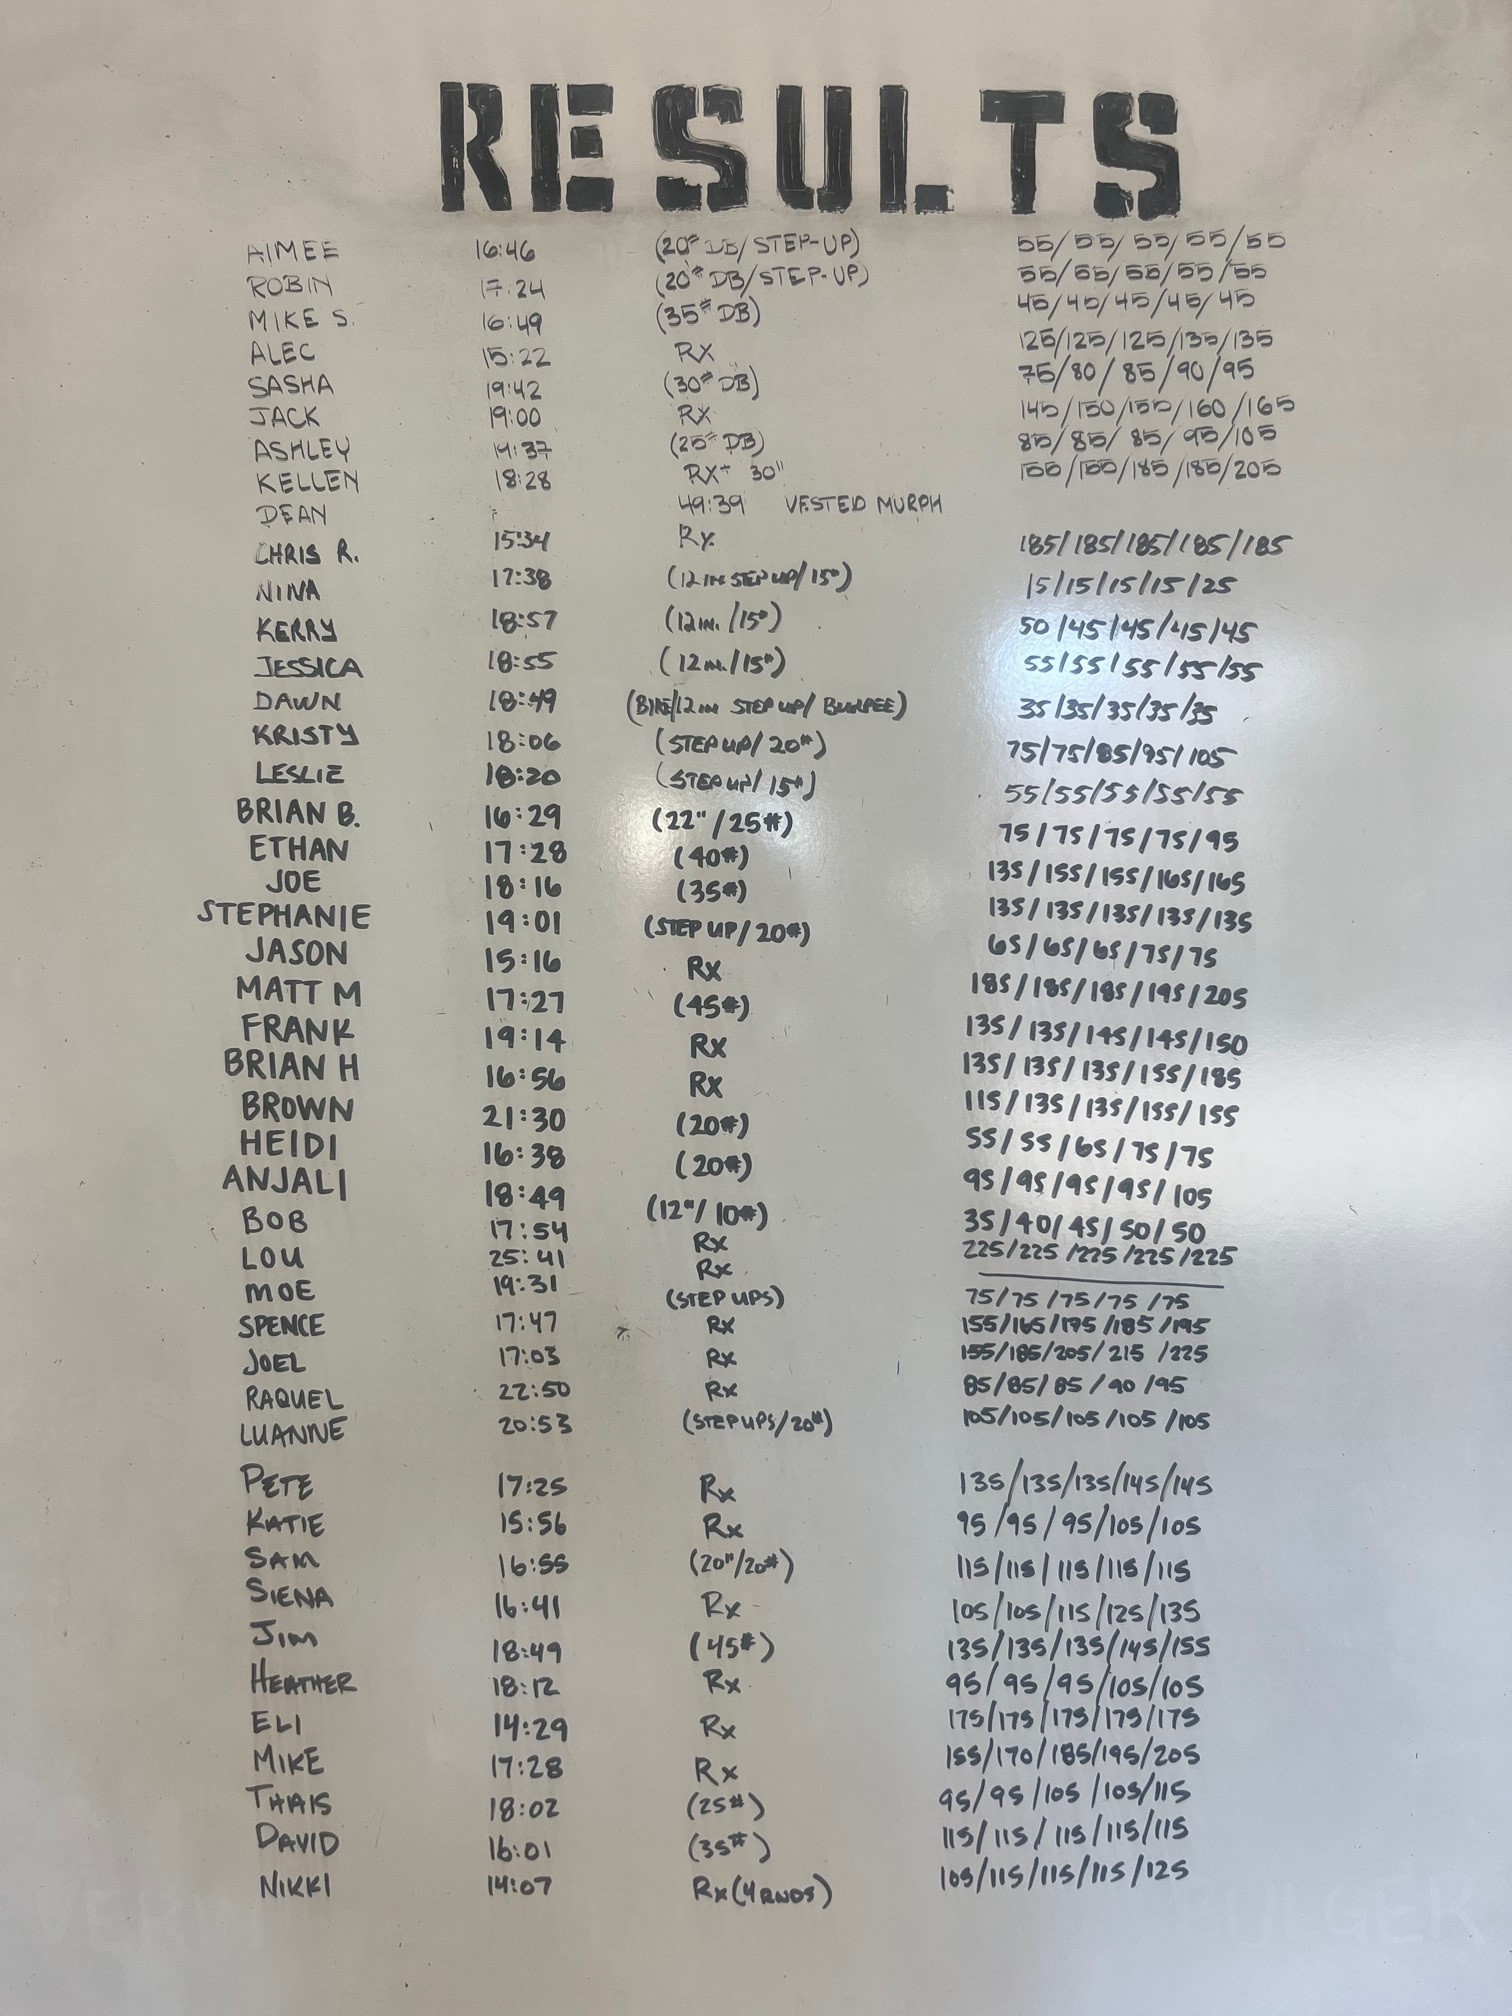 RESULTS
AIMEE 16:46 (20# DB/STEP-UP) 55/55/55/55/55
ROBIN 17:24 (20# DB/STEP-UP) 55/55/55/55/55
MIKE S. 16:49 (35# DB) 45/45/45/45/45
ALEC 15:22 RX 125/125/125/135/135
SASHA 19:42 (30# DB) 75/80/85/90/95
JACK 19:00 RX 145/150/155/160/165
ASHLEY 19:37 (25# DB) 85/85/85/95/105
KELLEN 18:28 RX+ 30" 155/155/185/185/205
DEAN : 49:39 VESTED MURPH
CHRIS R. 15:34 Rx 185/185/185/185/185
NINA 17:38 (12 IN STEP UP/15#) 15/15/15/15/25
KERRY 18:57 (12 IN./15#) 50/45/45/45/45
JESSICA 18:55 (12 IN./15#) 55/55/55/55/55
DAWN 18:49 (BIKE/12 IN STEP UP/BURPEE) 35/35/35/35/35
KRISTY 18:06 (STEP UP/20#) 75/75/85/95/105
LESLIE 18:20 (STEP UP/15#) 55/55/55/55/55
BRIAN B. 16:29 (22"/25#) 75/75/75/75/95
ETHAN 17:28 (40#) 135/155/155/165/165
JOE 18:16 (35#) 135/135/135/135/135
STEPHANIE 19:01 (STEP UP/20#) 65/65/65/75/75
JASON 15:16 Rx 185/185/185/195/205
MATT M 17:27 (45#) 135/135/145/145/150
FRANK 19:14 Rx 135/135/135/155/185
BRIAN H 16:56 Rx 115/135/135/155/155
BROWN 21:30 (20#) 55/55/65/75/75
HEIDI 16:38 (20#) 95/95/95/95/105
ANJALI 18:49 (12"/10#) 35/40/45/50/50
BOB 17:54 Rx 225/225/225/225/225
LOU 25:41 Rx
MOE 19:31 (STEP UPS) 75/75/75/75/75
SPENCE 17:47 Rx 155/165/175/185/195
JOEL 17:03 Rx 155/185/205/215/225
RAQUEL 22:50 Rx 85/85/85/90/95
LUANNE 20:53 (STEP UPS/20#) 105/105/105/105/105
PETE 17:25 Rx 135/135/135/145/145
KATIE 15:56 Rx 95/95/95/105/105
SAM 16:55 (20"/20#) 115/115/115/115/115
SIENA 16:41 Rx 105/105/115/125/135
JIM 18:49 (45#) 135/135/135/145/155
HEATHER 18:12 Rx 95/95/95/105/105
ELI 14:29 Rx 175/175/175/175/175
MIKE 17:28 Rx 155/170/185/195/205
THAIS 18:02 (25#) 95/95/105/105/115
DAVID 16:01 (35#) 115/115/115/115/115
NIKKI 14:07 Rx (4 RNDS) 105/115/115/115/125